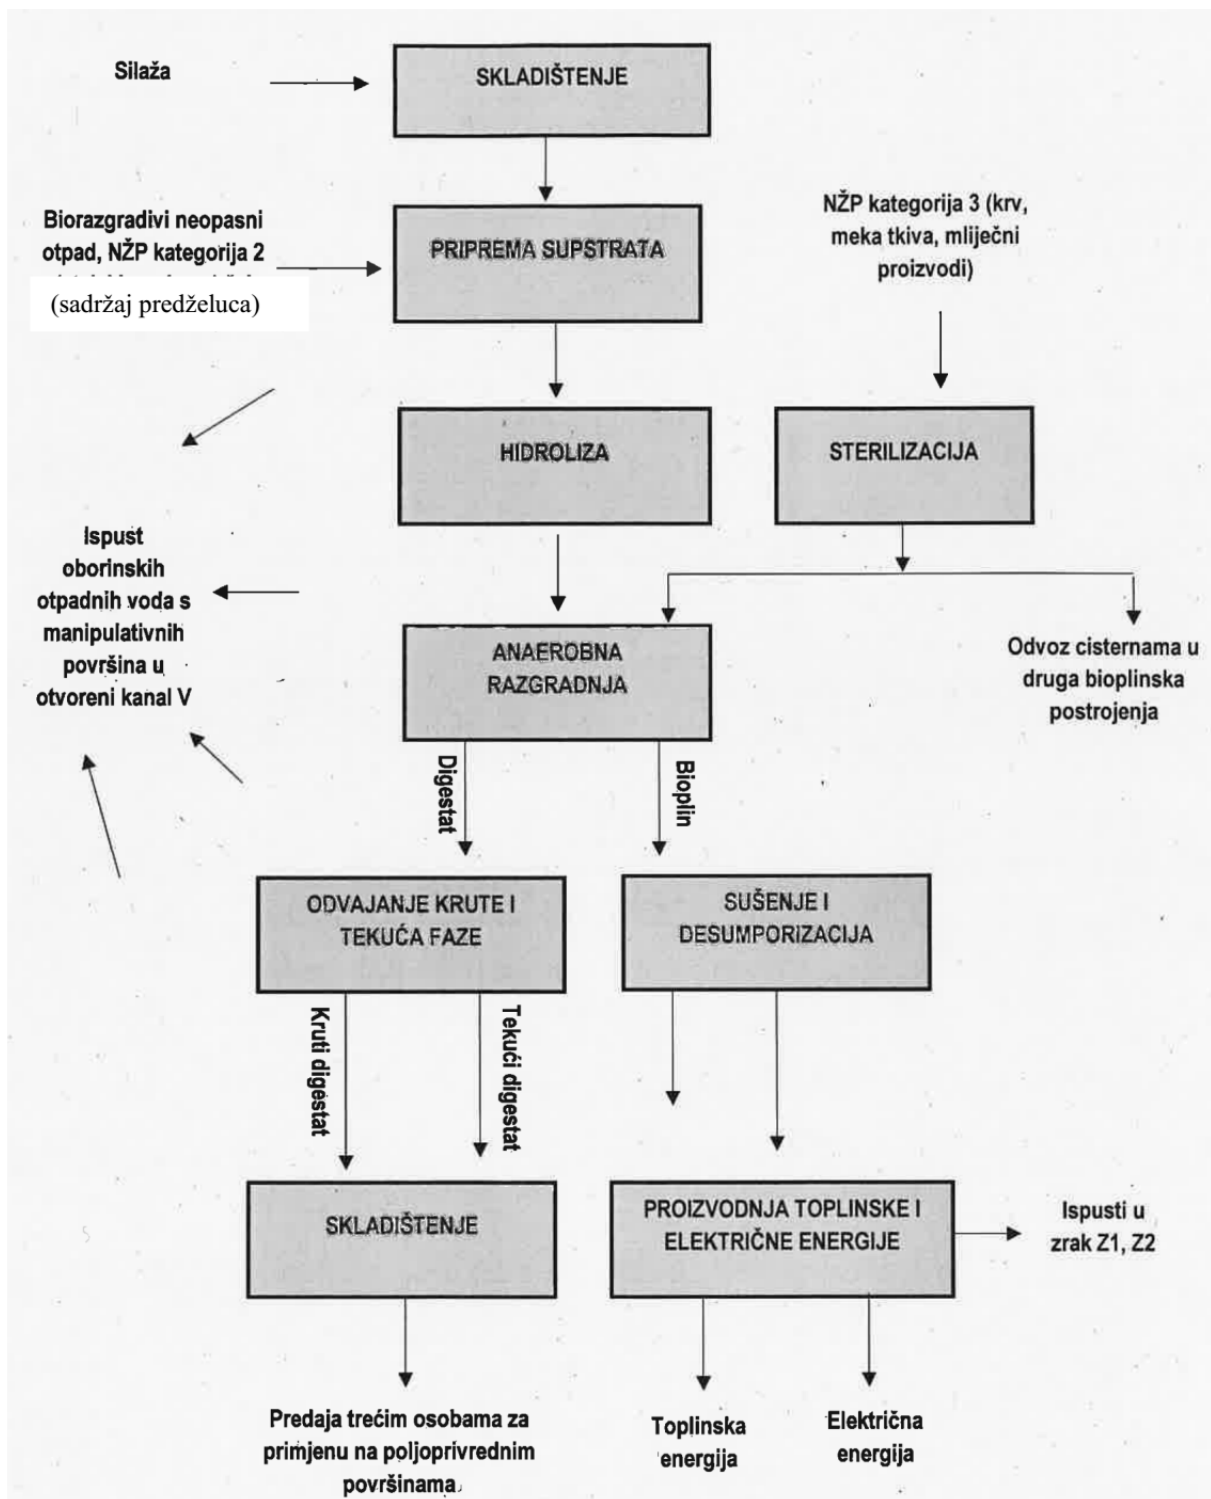 Silaža
SKLADIŠTENJE
Biorazgradivi neopasni
otpad, NŽP kategorija 2
(sadržaj predželuca)
PRIPREMA SUPSTRATA
NŽP kategorija 3 (krv,
meka tkiva, mliječni
proizvodi)
HIDROLIZA
STERILIZACIJA
Ispust
oborinskih
otpadnih voda s
manipulativnih
površina u
otvoreni kanal V
ANAEROBNA
RAZGRADNJA
Odvoz cisternama u
druga bioplinska
postrojenja
Digestat
Bioplin
ODVAJANJE KRUTE I
TEKUĆA FAZE
SUŠENJE I
DESUMPORIZACIJA
Kruti digestat
Tekući digestat
SKLADIŠTENJE
PROIZVODNJA TOPLINSKE I
ELEKTRIČNE ENERGIJE
Ispusti u
zrak Z1, Z2
Predaja trećim osobama za
primjenu na poljoprivrednim
površinama
Toplinska
energija
Električna
energija